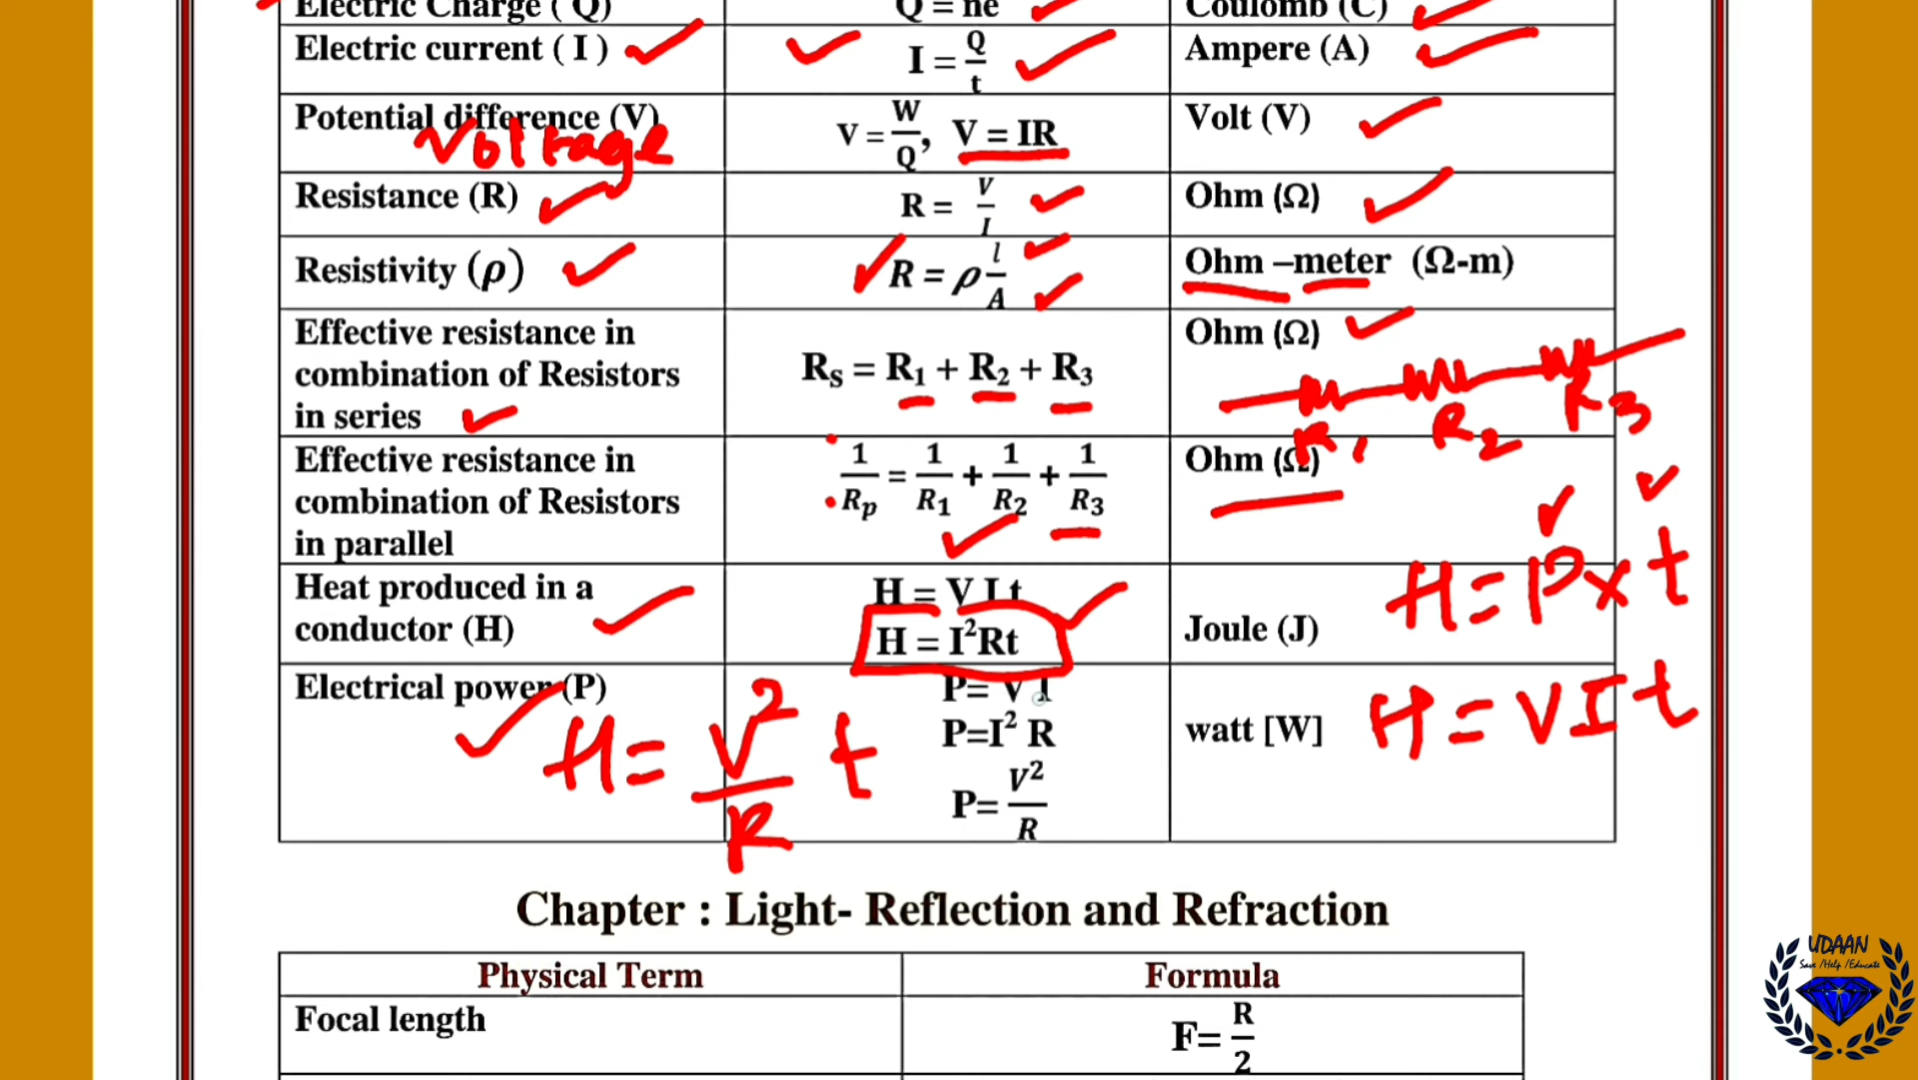 Electric Charge ( Q)
Q = ne
Coulomb (C)
Electric current ( I )
I = Q/t
Ampere (A)
Potential difference (V)
Voltage
V = W/Q, V = IR
Volt (V)
Resistance (R)
R = V/I
Ohm (Ω)
Resistivity (ρ)
R = ρ l/A
Ohm –meter (Ω-m)
Effective resistance in
combination of Resistors
in series
Rs = R1 + R2 + R3
Ohm (Ω)
R1 R2 R3
Effective resistance in
combination of Resistors
in parallel
1/Rp = 1/R1 + 1/R2 + 1/R3
Ohm (Ω)
Heat produced in a
conductor (H)
H = V I t
H = I²Rt
Joule (J)
H = P x t
Electrical power (P)
H = V²/R t
P= V I
P=I² R
P= V²/R
watt [W]
H = VIt
Chapter : Light- Reflection and Refraction
Physical Term
Formula
Focal length
F= R/2
UDAAN
Save /Help /Educate